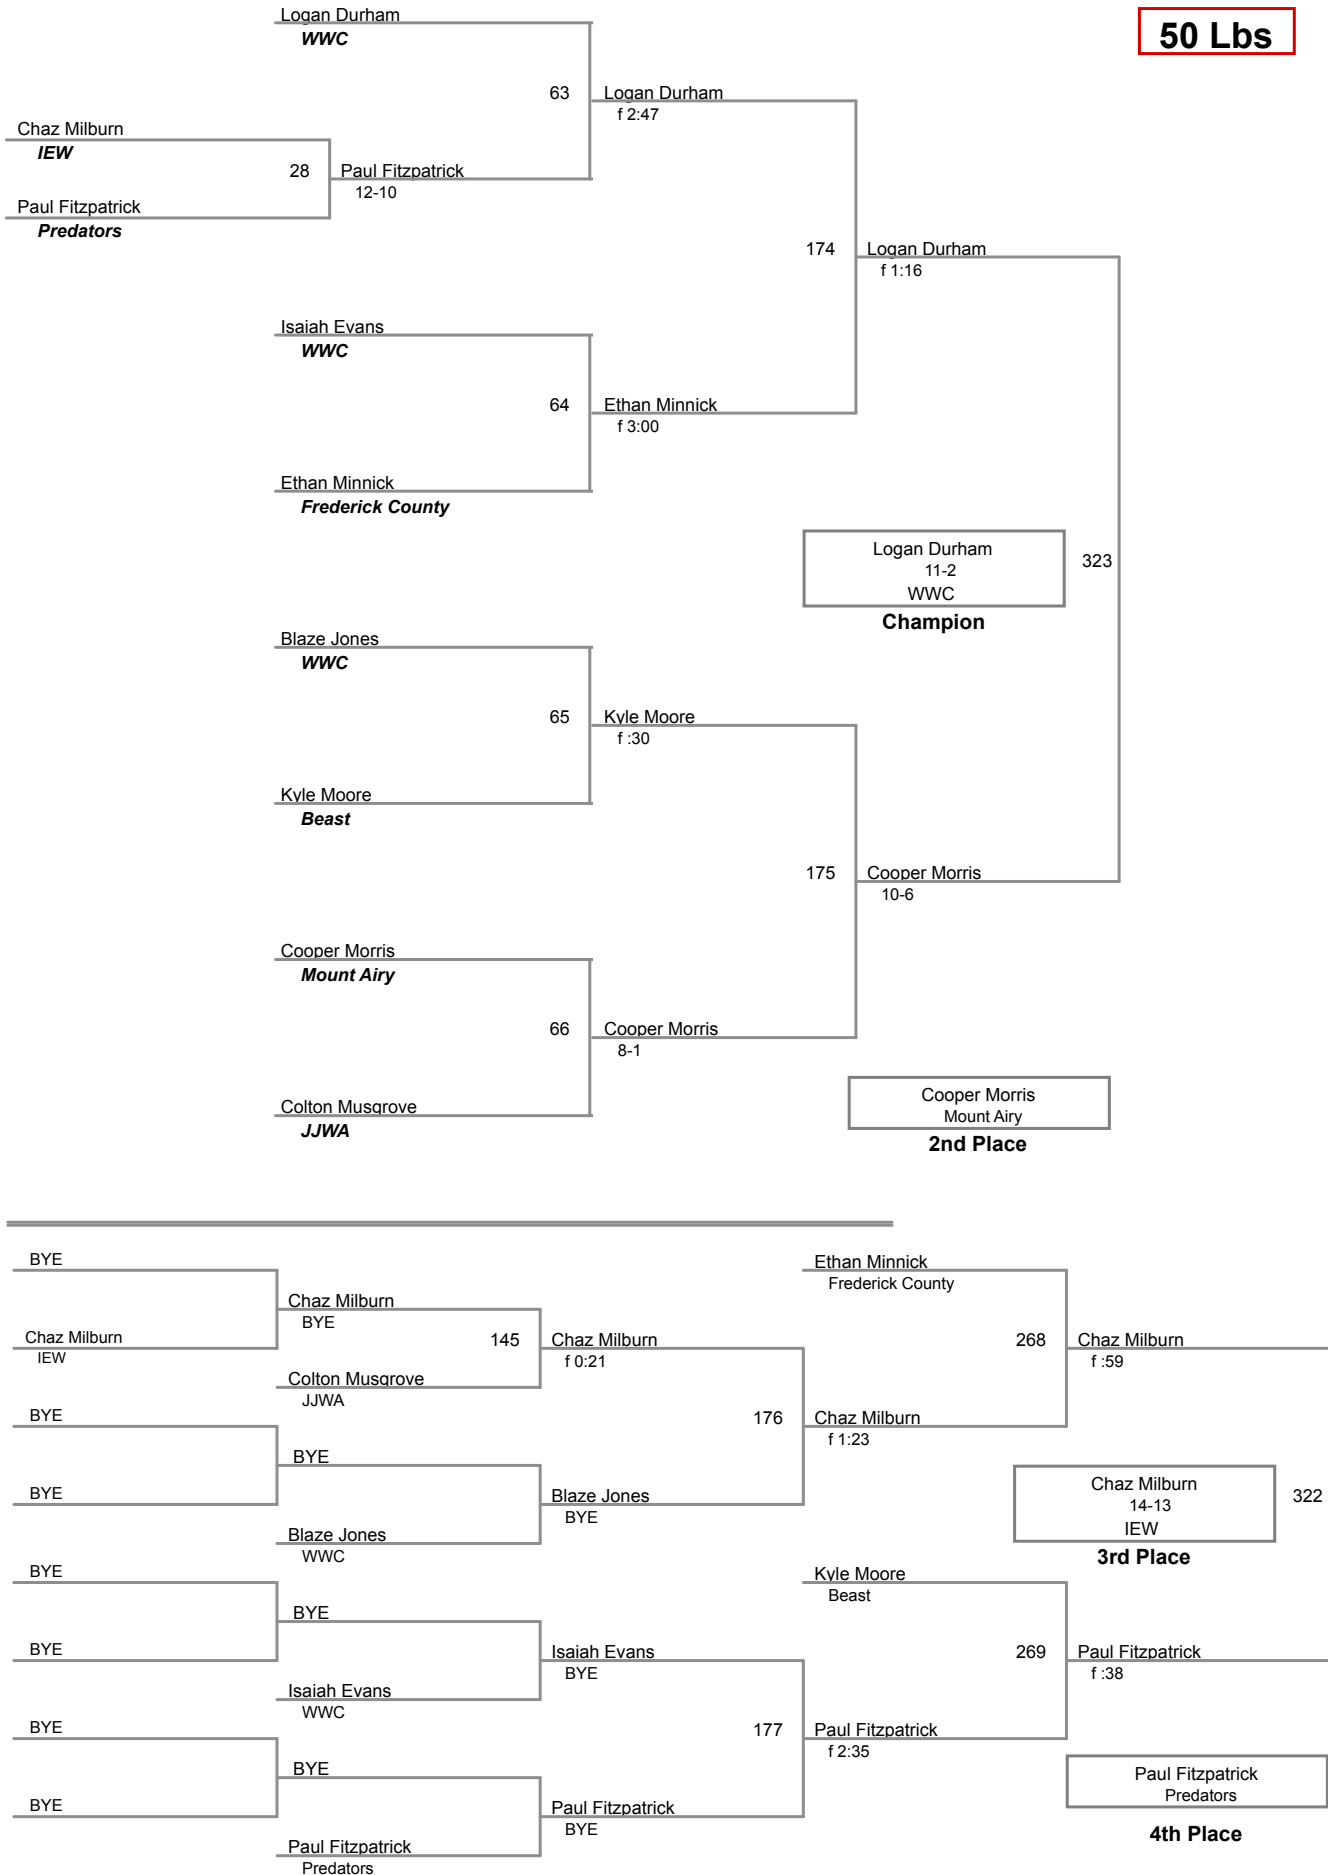 Logan Durham
WWC
50 Lbs
63
Logan Durham
f 2:47
Chaz Milburn
IEW
28
Paul Fitzpatrick
12-10
Paul Fitzpatrick
Predators
174
Logan Durham
f 1:16
Isaiah Evans
WWC
64
Ethan Minnick
f 3:00
Ethan Minnick
Frederick County
Logan Durham
11-2
WWC
323
Champion
Blaze Jones
WWC
65
Kyle Moore
f :30
Kyle Moore
Beast
175
Cooper Morris
10-6
Cooper Morris
Mount Airy
66
Cooper Morris
8-1
Colton Musgrove
JJWA
Cooper Morris
Mount Airy
2nd Place
BYE
Ethan Minnick
Frederick County
Chaz Milburn
BYE
Chaz Milburn
IEW
145
Chaz Milburn
f 0:21
268
Chaz Milburn
f :59
Colton Musgrove
JJWA
BYE
176
Chaz Milburn
f 1:23
BYE
BYE
Blaze Jones
BYE
Chaz Milburn
14-13
IEW
322
3rd Place
Blaze Jones
WWC
BYE
Kyle Moore
Beast
BYE
BYE
Isaiah Evans
BYE
269
Paul Fitzpatrick
f :38
Isaiah Evans
WWC
BYE
177
Paul Fitzpatrick
f 2:35
BYE
BYE
Paul Fitzpatrick
BYE
Paul Fitzpatrick
Predators
4th Place
Paul Fitzpatrick
Predators